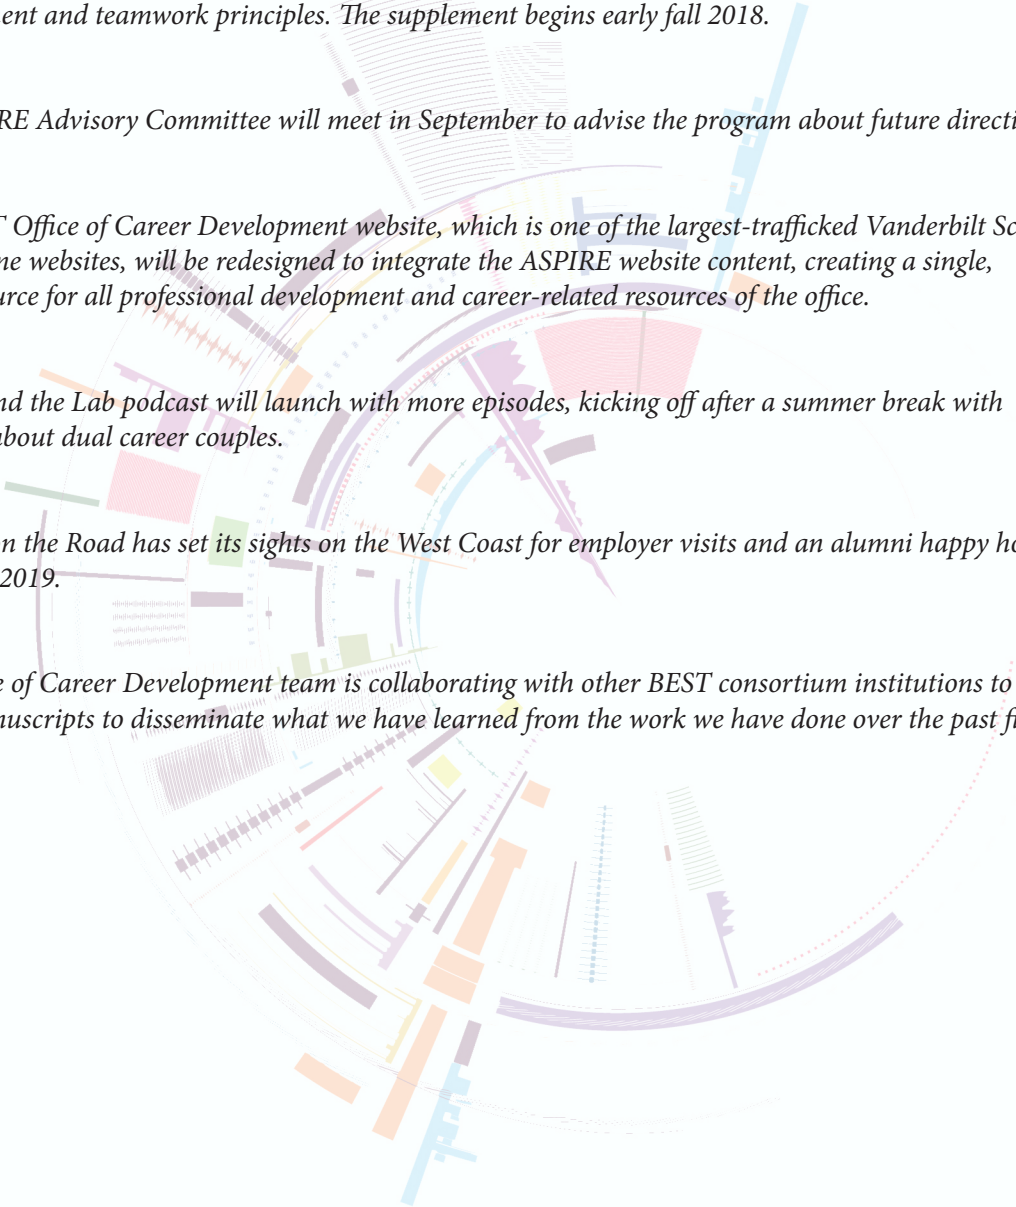 ent and teamwork principles. The supplement begins early fall 2018.
RE Advisory Committee will meet in September to advise the program about future directi
T Office of Career Development website, which is one of the largest-trafficked Vanderbilt Sc
ne websites, will be redesigned to integrate the ASPIRE website content, creating a single,
urce for all professional development and career-related resources of the office.
nd the Lab podcast will launch with more episodes, kicking off after a summer break with
about dual career couples.
on the Road has set its sights on the West Coast for employer visits and an alumni happy ho
2019.
e of Career Development team is collaborating with other BEST consortium institutions to
nuscripts to disseminate what we have learned from the work we have done over the past fi